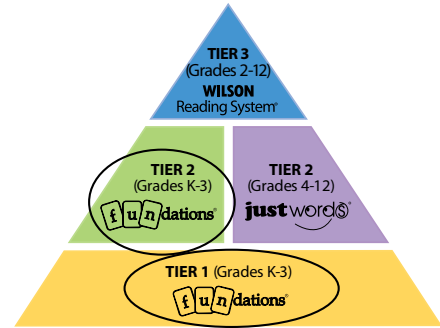 TIER 3
(Grades 2-12)
WILSON
Reading System®
TIER 2
(Grades K-3)
fundations®
TIER 2
(Grades 4-12)
just words®
TIER 1 (Grades K-3)
fundations®